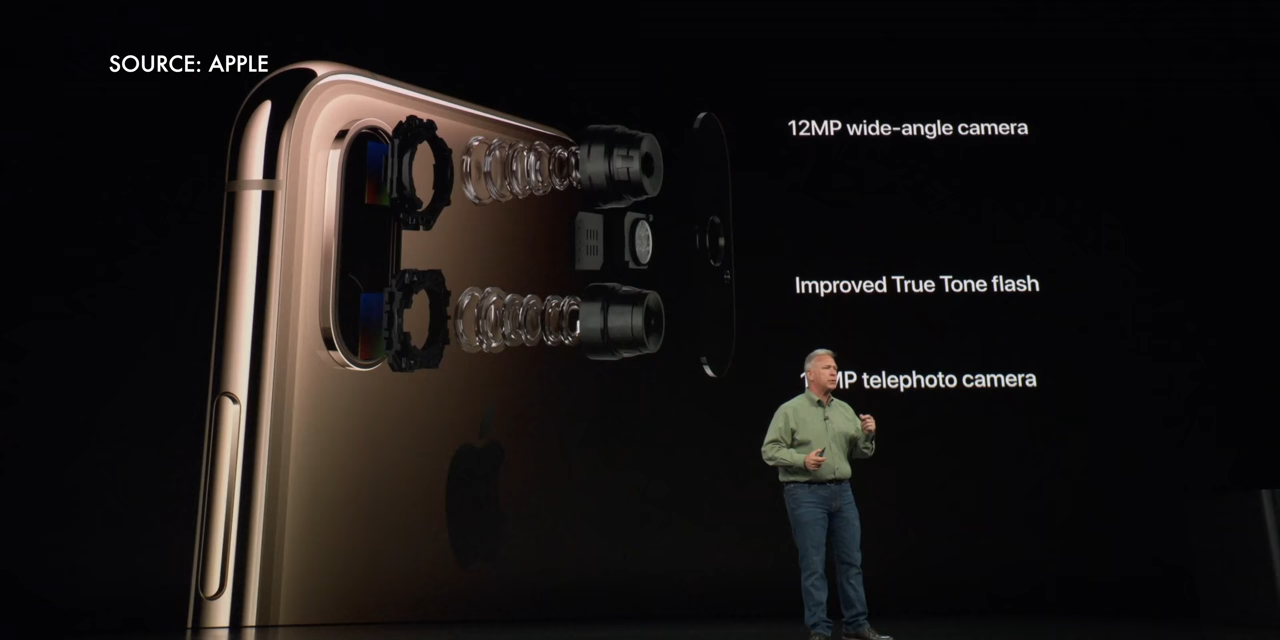 SOURCE: APPLE
12MP wide-angle camera
Improved True Tone flash
telephoto camera